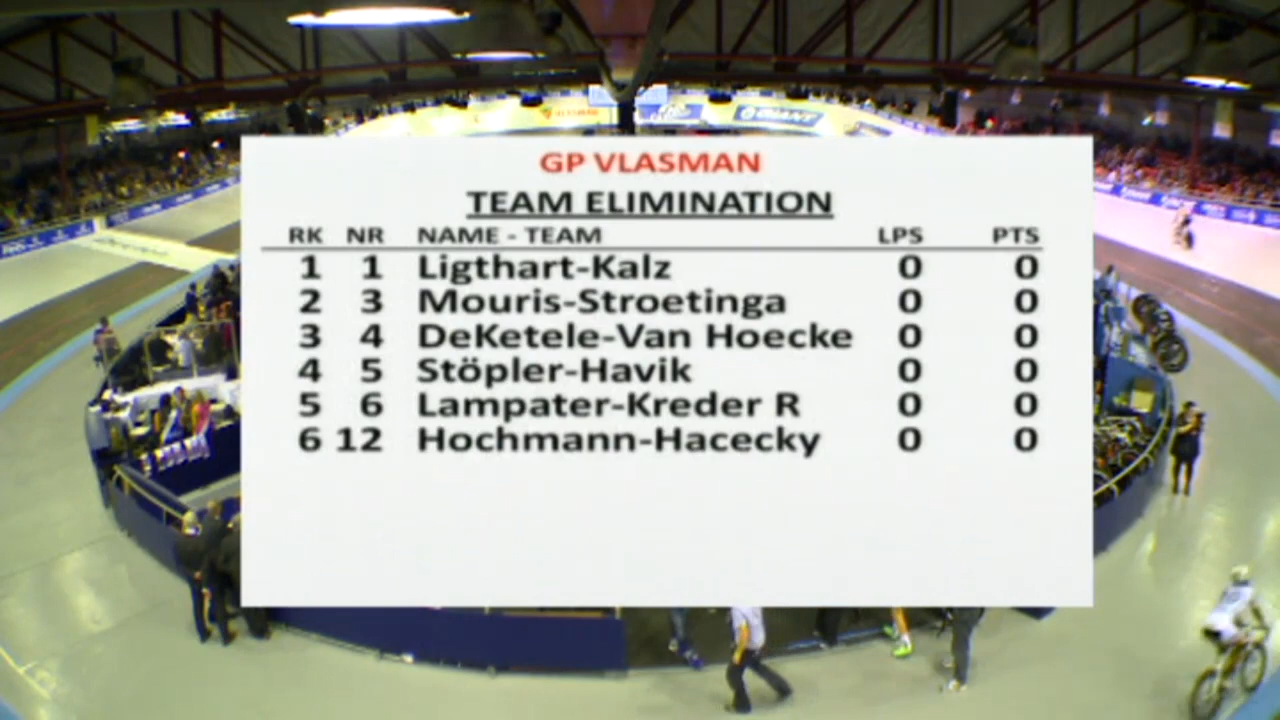 GIANT
GP VLASMAN
TEAM ELIMINATION
RK NR NAME - TEAM LPS PTS
1 1 Ligthart-Kalz 0 0
2 3 Mouris-Stroetinga 0 0
3 4 DeKetele-Van Hoecke 0 0
4 5 Stöpler-Havik 0 0
5 6 Lampater-Kreder R 0 0
6 12 Hochmann-Hacecky 0 0